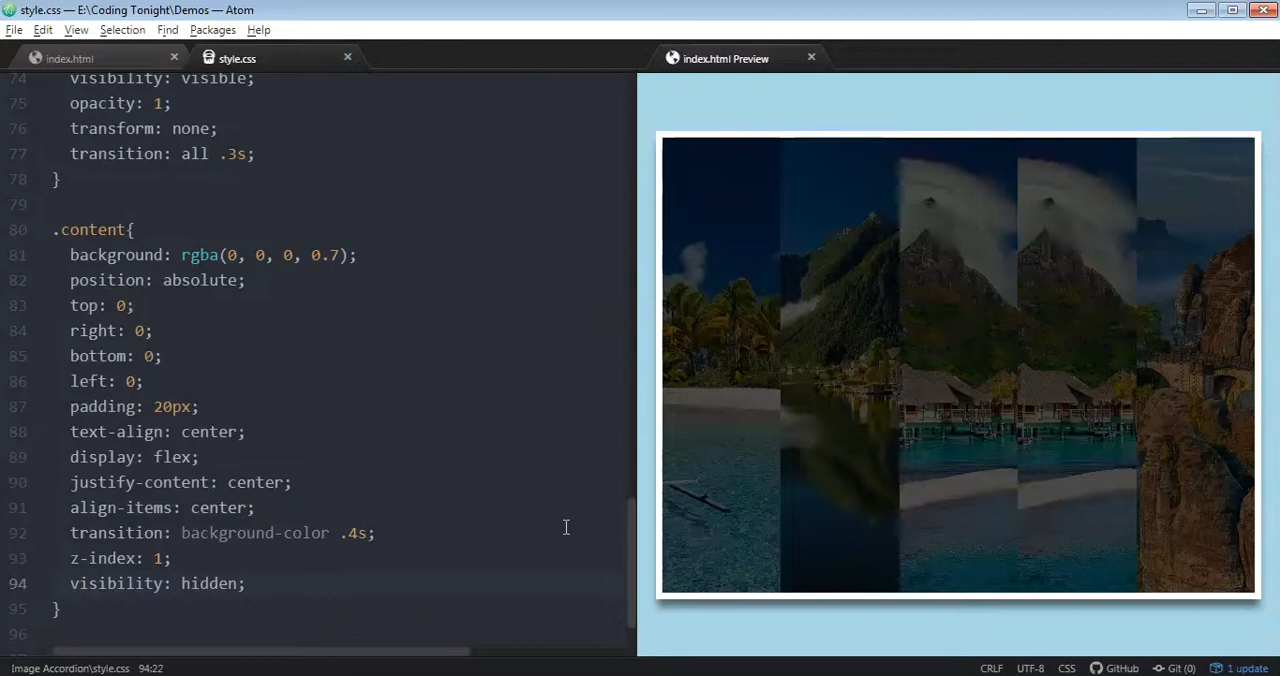 style.css — E:\Coding Tonight\Demos — Atom
File Edit View Selection Find Packages Help
index.html style.css index.html Preview
74 visibility: visible;
75 opacity: 1;
76 transform: none;
77 transition: all .3s;
78 }
79
80 .content{
81 background: rgba(0, 0, 0, 0.7);
82 position: absolute;
83 top: 0;
84 right: 0;
85 bottom: 0;
86 left: 0;
87 padding: 20px;
88 text-align: center;
89 display: flex;
90 justify-content: center;
91 align-items: center;
92 transition: background-color .4s;
93 z-index: 1;
94 visibility: hidden;
95 }
96
Image Accordion\style.css 94:22 CRLF UTF-8 CSS GitHub Git (0) 1 update